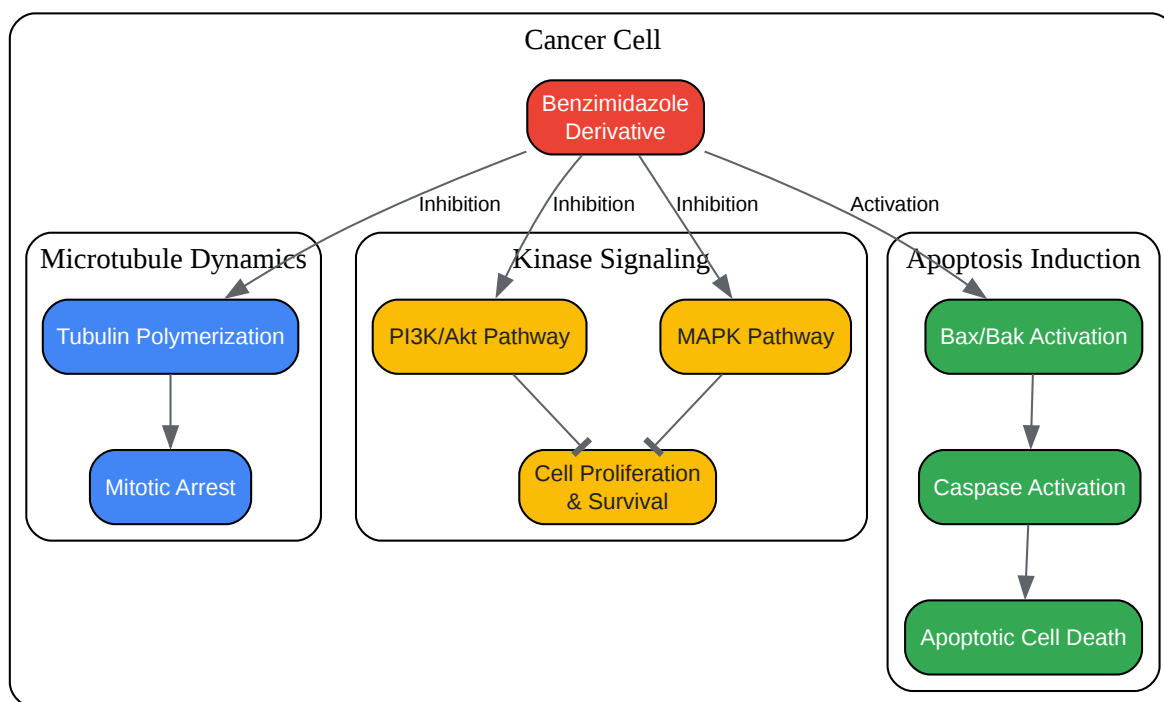 Cancer Cell
Benzimidazole
Derivative
Inhibition
Inhibition
Inhibition
Activation
Microtubule Dynamics
Kinase Signaling
Apoptosis Induction
Tubulin Polymerization
PI3K/Akt Pathway
MAPK Pathway
Bax/Bak Activation
Mitotic Arrest
Cell Proliferation
& Survival
Caspase Activation
Apoptotic Cell Death